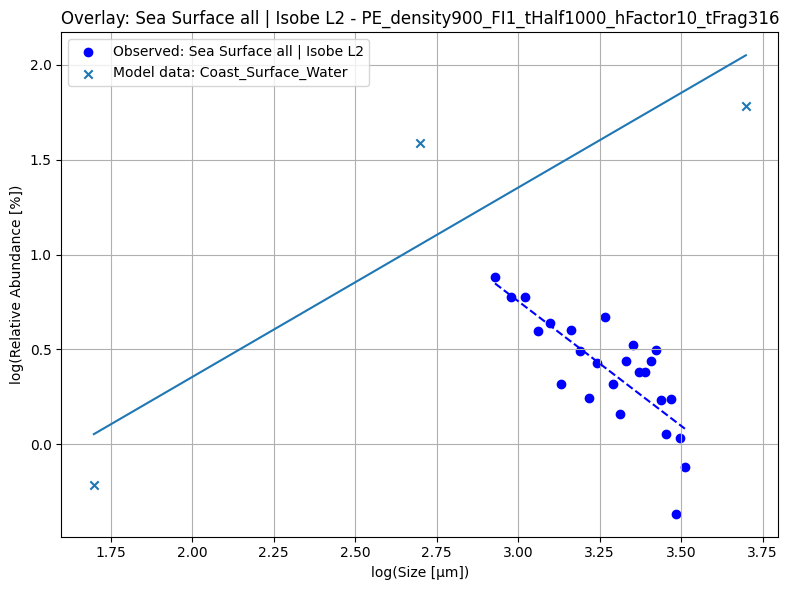 Overlay: Sea Surface all | Isobe L2 - PE_density900_FI1_tHalf1000_hFactor10_tFrag316
Observed: Sea Surface all | Isobe L2
Model data: Coast_Surface_Water
log(Relative Abundance [%])
2.0
1.5
1.0
0.5
0.0
1.75 2.00 2.25 2.50 2.75 3.00 3.25 3.50 3.75
log(Size [μm])